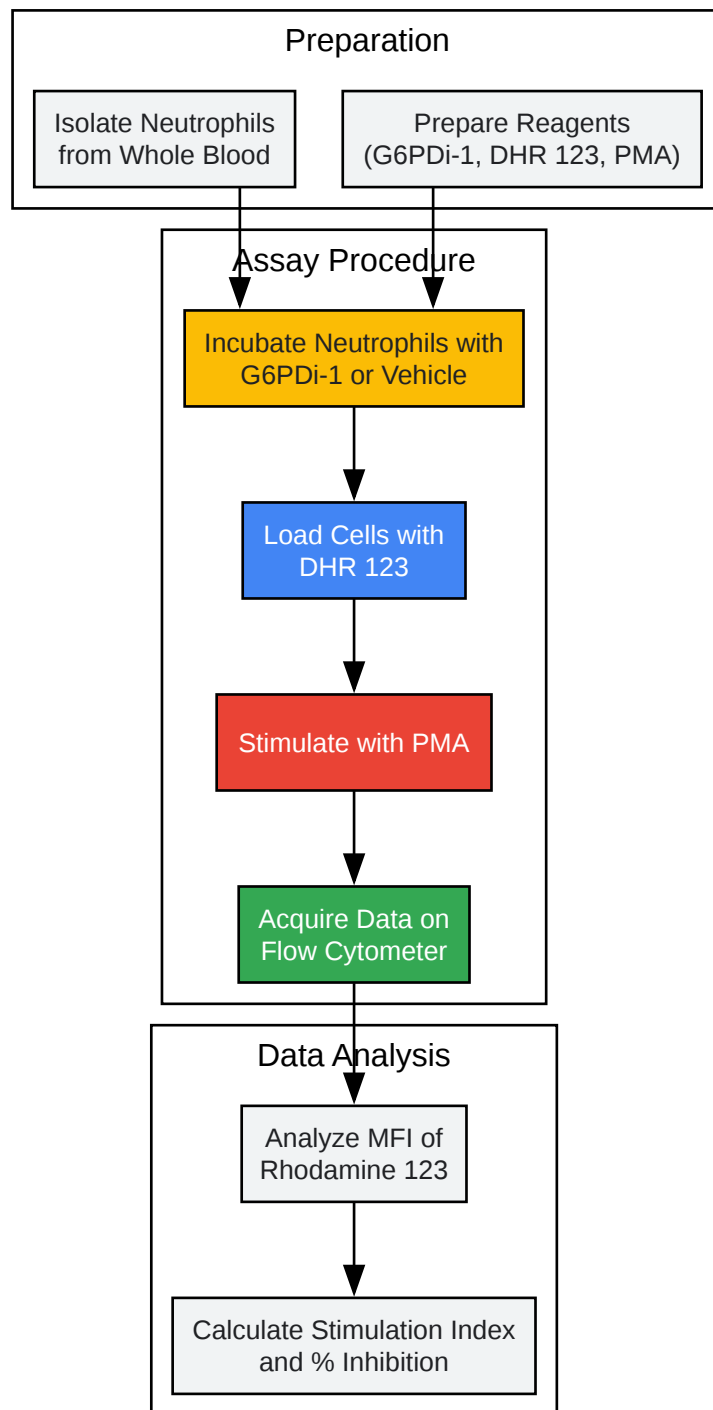 Preparation
Isolate Neutrophils
from Whole Blood
Prepare Reagents
(G6PDi-1, DHR 123, PMA)
Assay Procedure
Incubate Neutrophils with
G6PDi-1 or Vehicle
Load Cells with
DHR 123
Stimulate with PMA
Acquire Data on
Flow Cytometer
Data Analysis
Analyze MFI of
Rhodamine 123
Calculate Stimulation Index
and % Inhibition